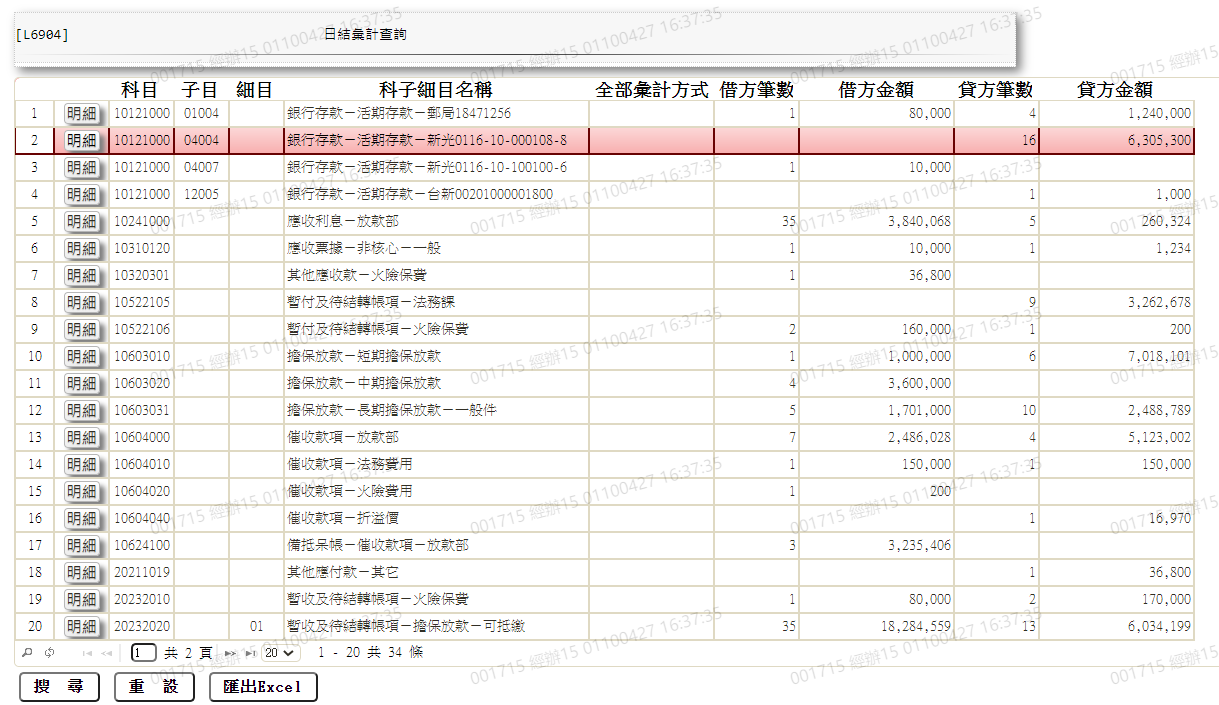 [L6904] 日結彙計查詢
科目 子目 細目 科子細目名稱 全部彙計方式 借方筆數 借方金額 貸方筆數 貸方金額
1 明細 10121000 01004 銀行存款－活期存款－郵局18471256 1 80,000 4 1,240,000
2 明細 10121000 04004 銀行存款－活期存款－新光0116-10-000108-8 16 6,305,300
3 明細 10121000 04007 銀行存款－活期存款－新光0116-10-100100-6 1 10,000
4 明細 10121000 12005 銀行存款－活期存款－台新00201000001800 1 1,000
5 明細 10241000 應收利息－放款部 35 3,840,068 5 260,324
6 明細 10310120 應收票據－非核心－一般 1 10,000 1 1,234
7 明細 10320301 其他應收款－火險保費 1 36,800
8 明細 10522105 暫付及待結轉帳項－法務課 9 3,262,678
9 明細 10522106 暫付及待結轉帳項－火險保費 2 160,000 1 200
10 明細 10603010 擔保放款－短期擔保放款 1 1,000,000 6 7,018,101
11 明細 10603020 擔保放款－中期擔保放款 4 3,600,000
12 明細 10603031 擔保放款－長期擔保放款－一般件 5 1,701,000 10 2,488,789
13 明細 10604000 催收款項－放款部 7 2,486,028 4 5,123,002
14 明細 10604010 催收款項－法務費用 1 150,000 1 150,000
15 明細 10604020 催收款項－火險費用 1 200
16 明細 10604040 催收款項－折溢價 1 16,970
17 明細 10624100 備抵呆帳－催收款項－放款部 3 3,235,406
18 明細 20211019 其他應付款－其它 1 36,800
19 明細 20232010 暫收及待結轉帳項－火險保費 1 80,000 2 170,000
20 明細 20232020 01 暫收及待結轉帳項－擔保放款－可抵繳 35 18,284,559 13 6,034,199
1 共 2 頁 20 1 - 20 共 34 條
搜 尋 重 設 匯出Excel
001715 經辦15 01100427 16:37:35